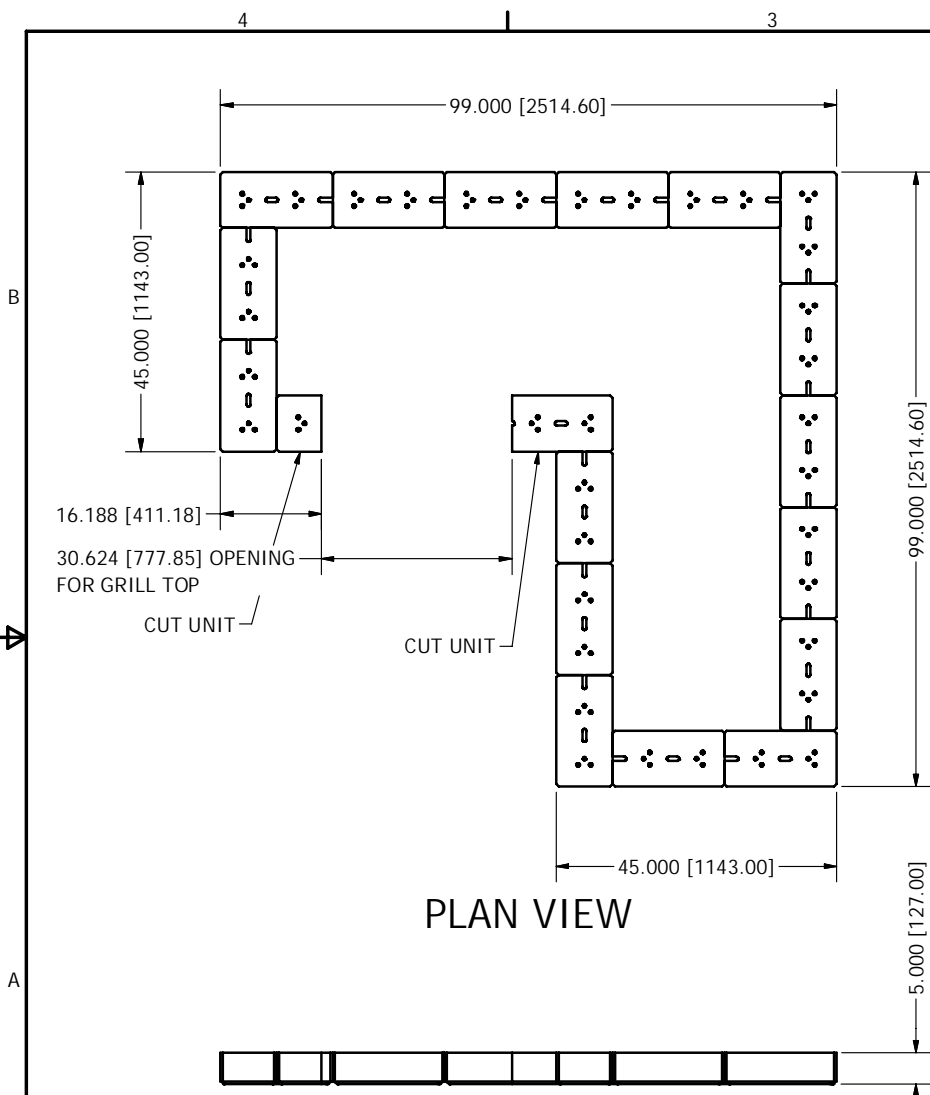 4
3
99.000 [2514.60]
45.000 [1143.00]
B
99.000 [2514.60]
16.188 [411.18]
30.624 [777.85] OPENING
FOR GRILL TOP
CUT UNIT
CUT UNIT
45.000 [1143.00]
PLAN VIEW
5.000 [127.00]
A